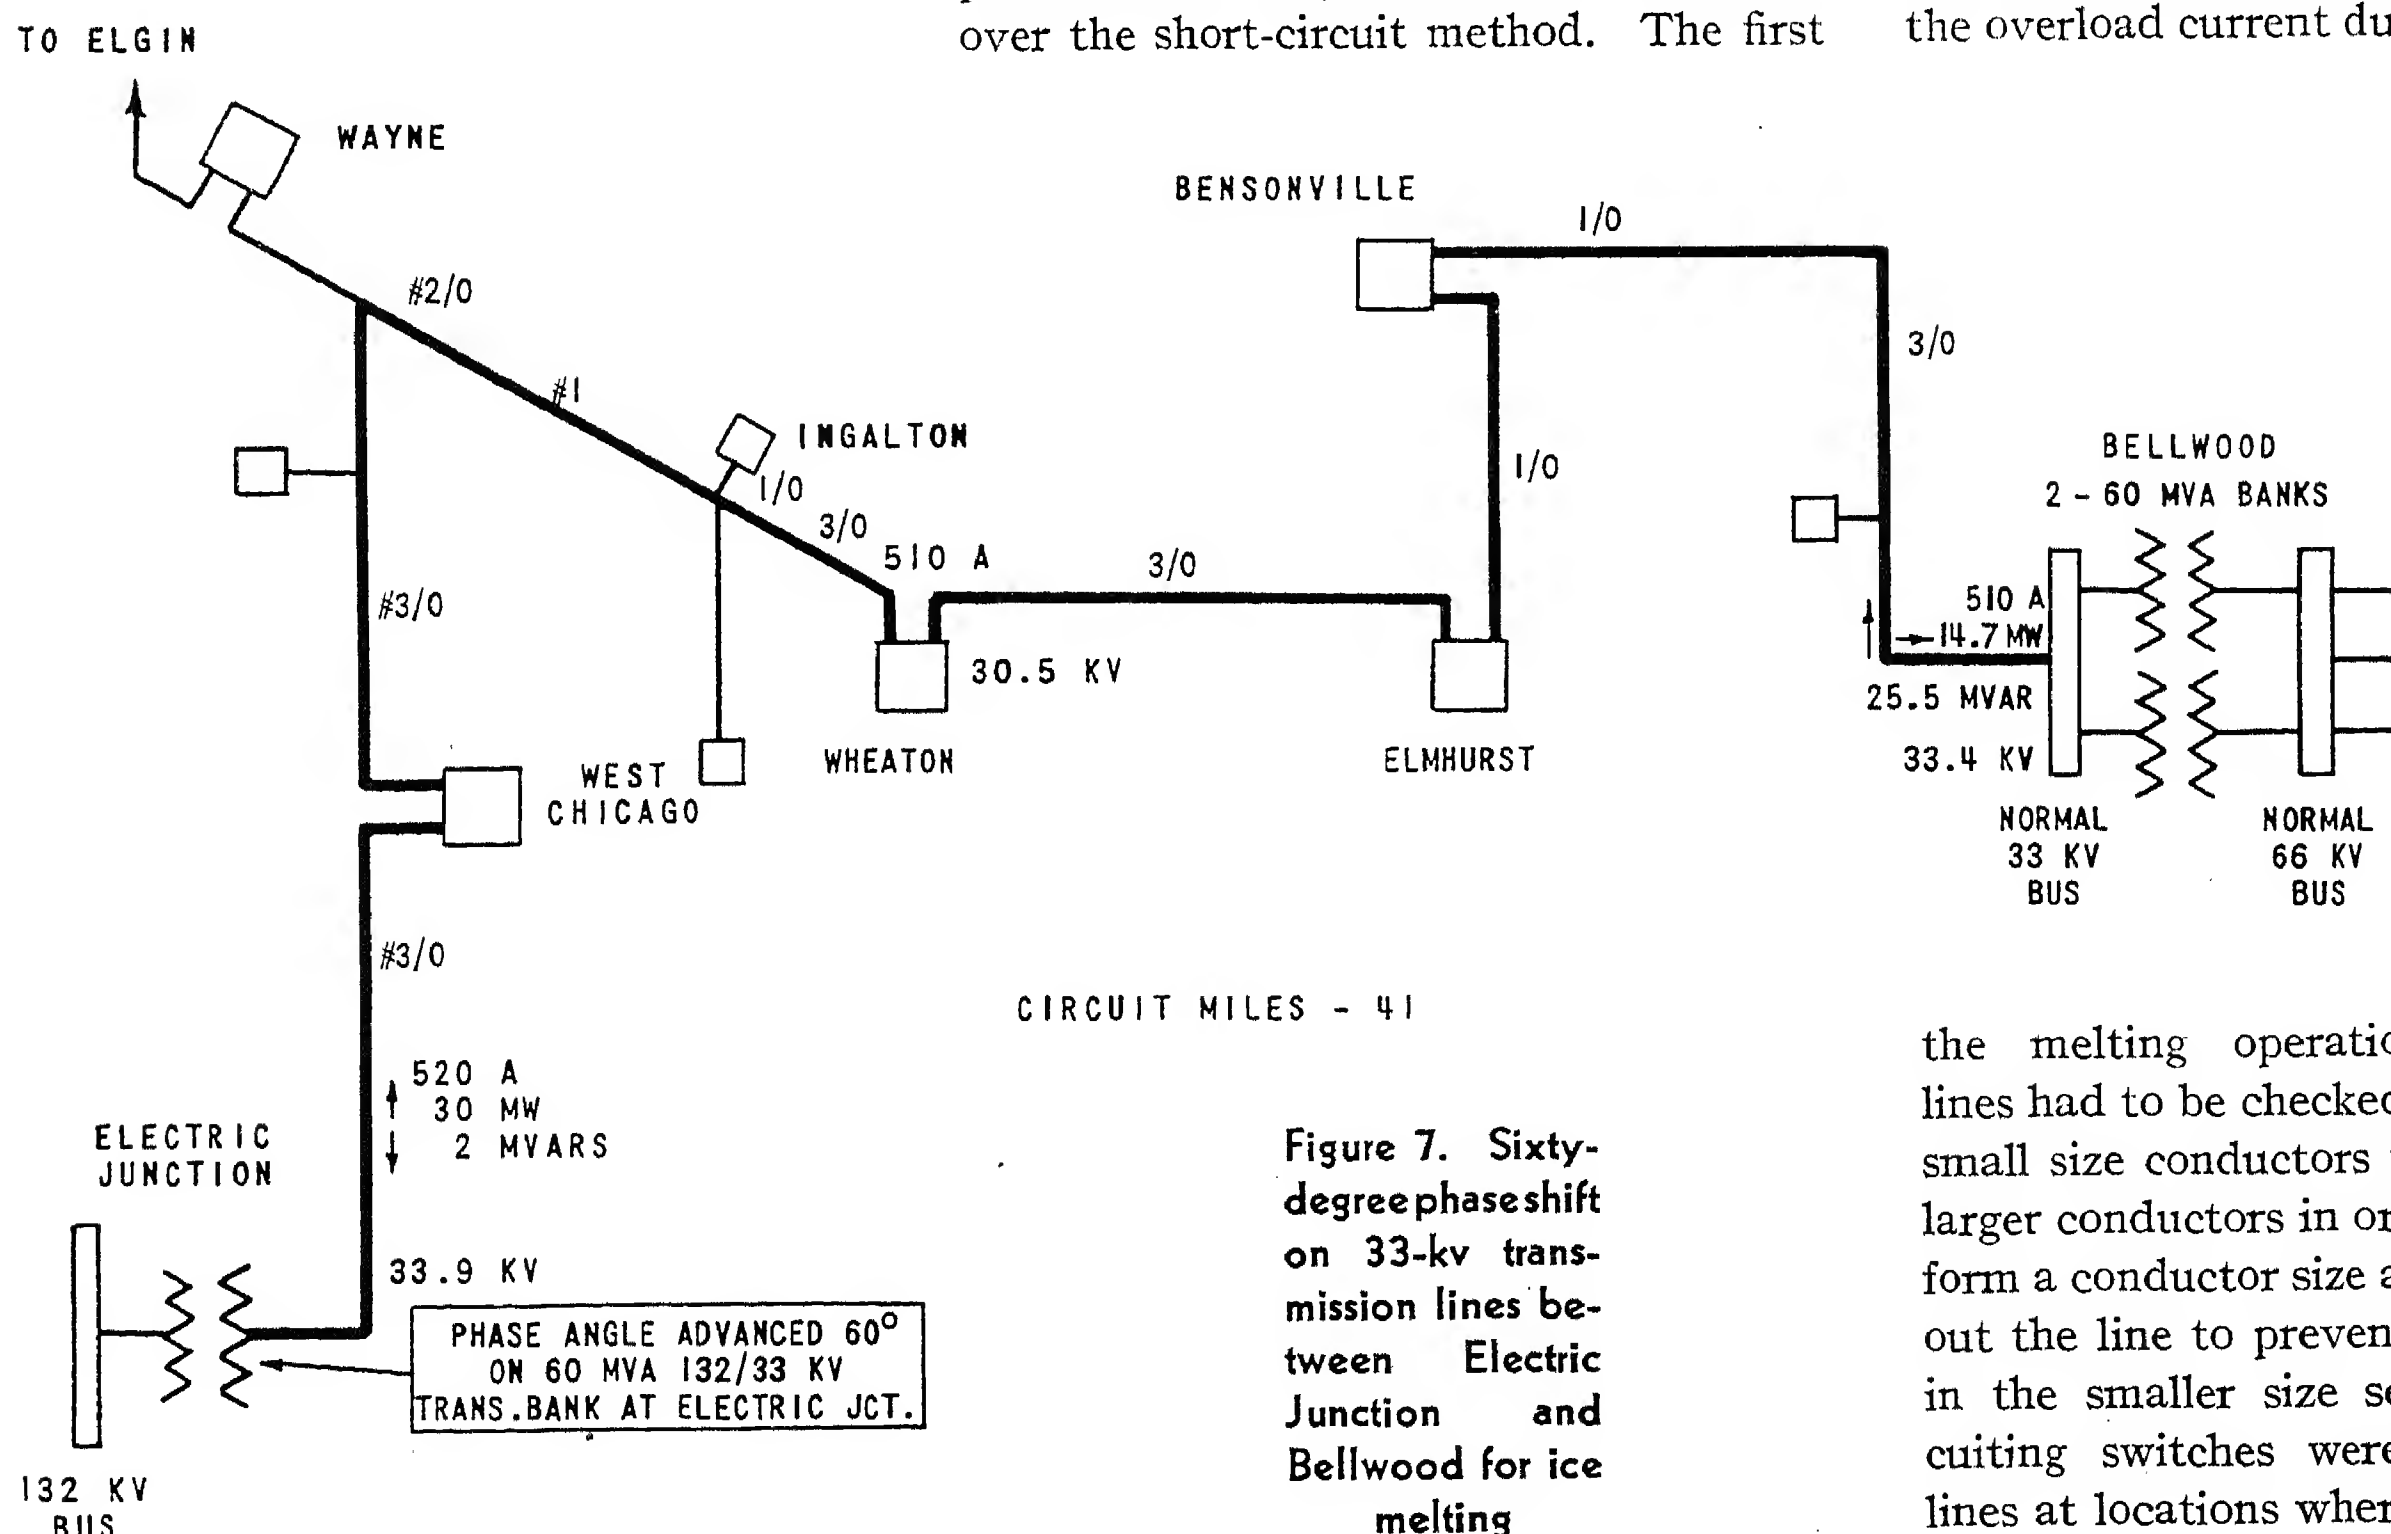 over the short-circuit method. The first
the overload current du
TO ELGIN
WAYNE
BENSONVILLE
1/0
#2/0
3/0
#1
INGALTON
1/0
3/0
510 A
3/0
1/0
BELLWOOD
2 - 60 MVA BANKS
#3/0
510 A
14.7 MW
30.5 KV
25.5 MVAR
33.4 KV
WHEATON
ELMHURST
WEST
CHICAGO
NORMAL
33 KV
BUS
NORMAL
66 KV
BUS
#3/0
CIRCUIT MILES - 41
520 A
30 MW
2 MVARS
ELECTRIC
JUNCTION
33.9 KV
PHASE ANGLE ADVANCED 60°
ON 60 MVA 132/33 KV
TRANS.BANK AT ELECTRIC JCT.
132 KV
BUS
Figure 7. Sixty-
degree phase shift
on 33-kv trans-
mission lines be-
tween Electric
Junction and
Bellwood for ice
melting
the melting operatio
lines had to be checked
small size conductors
larger conductors in or
form a conductor size a
out the line to preven
in the smaller size se
cuiting switches were
lines at locations wher